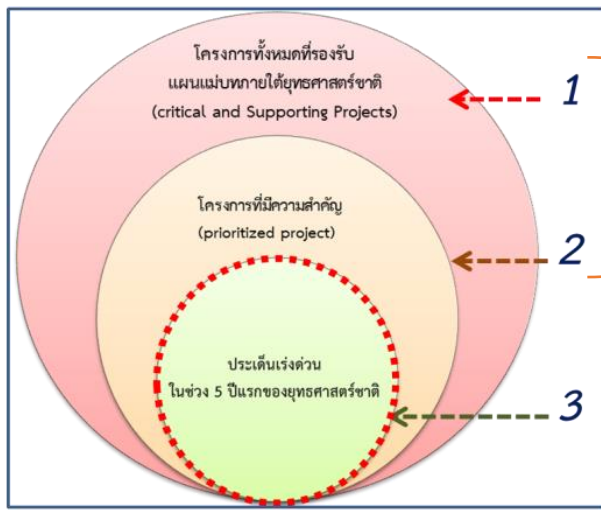 โครงการทั้งหมดที่รองรับ
แผนแม่บทภายใต้ยุทธศาสตร์ชาติ
(critical and Supporting Projects)
1
โครงการที่มีความสำคัญ
(prioritized project)
2
ประเด็นเร่งด่วน
ในช่วง 5 ปีแรกของยุทธศาสตร์ชาติ
3